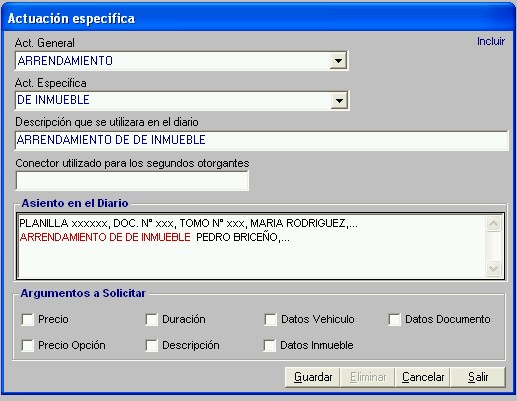 Actuación especifica
Act. General
Incluir
ARRENDAMIENTO
Act. Especifica
DE INMUEBLE
Descripción que se utilizara en el diario
ARRENDAMIENTO DE DE INMUEBLE
Conector utilizado para los segundos otorgantes
Asiento en el Diario
PLANILLA xxxxxx, DOC. Nº xxx, TOMO Nº xxx, MARIA RODRIGUEZ,...
ARRENDAMIENTO DE DE INMUEBLE PEDRO BRICEÑO,...
Argumentos a Solicitar
Precio Duración Datos Vehiculo Datos Documento
Precio Opción Descripción Datos Inmueble
Guardar Eliminar Cancelar Salir